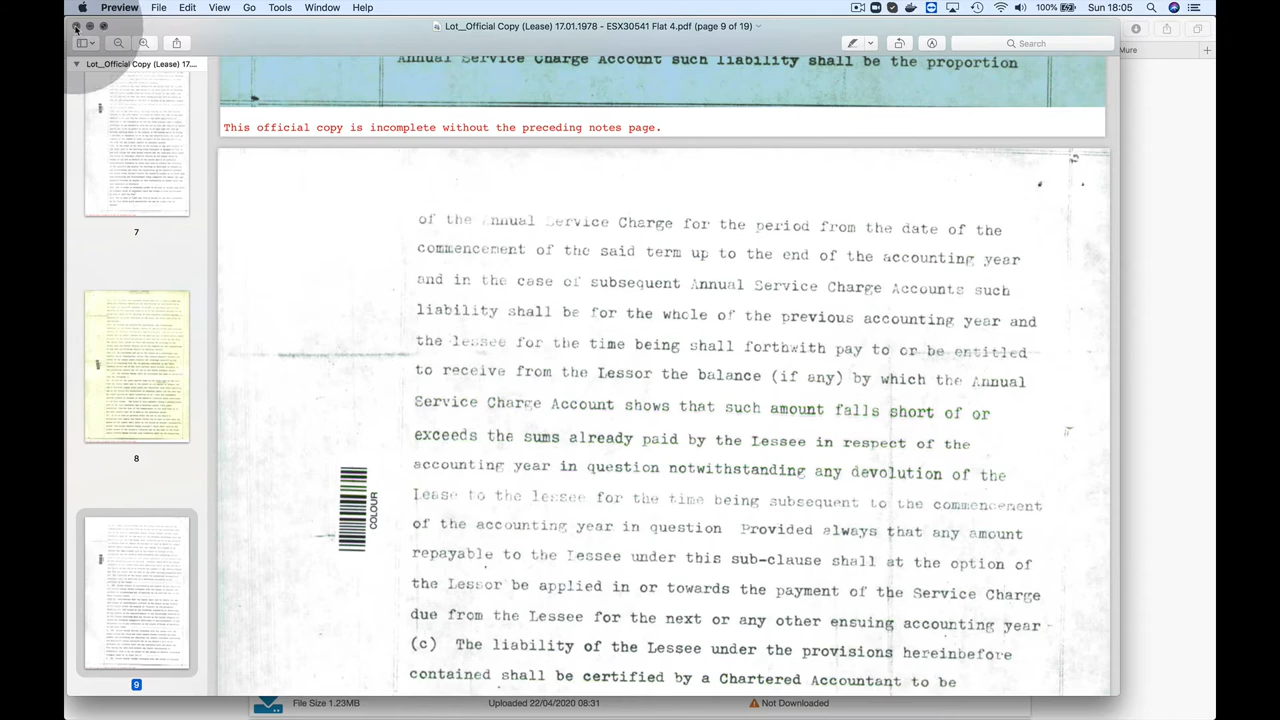 Preview File Edit View Go Tools Window Help 100% Sun 18:05
Lot__Official Copy (Lease) 17.01.1978 - ESX30541 Flat 4.pdf (page 9 of 19)
Search
More
Lot__Official Copy (Lease) 17....
7
8
9
Annual Service Charge Account such liability shall be the proportion
This official copy is incomplete without the preceding notes page.
of the Annual Service Charge for the period from the date of the
commencement of the said term up to the end of the accounting year
and in the case of subsequent Annual Service Charge Accounts such
liability shall be for the whole of the previous accounting year and
the lessee for the time being shall forthwith pay to or be entitled
to receive from the lessor the balance (if any) by which the Annual
Service Charge Account shows that such amount falls short of or
exceeds the sum already paid by the Lessee in respect of the
accounting year in question notwithstanding any devolution of the
Lease to the lessee for the time being subsequent to the commencement
of the accounting year in question Provided always that any amount
repayable to the Lessee under this sub-clause shall at the option of
the Lessor be applied in or towards the payment of the Service Charge
due from the Lessee for the next or any other ensuing accounting year
(c) The liability of the Lessee under the provisions hereinbefore
contained shall be certified by a Chartered Accountant to be
COLOUR
File Size 1.23MB Uploaded 22/04/2020 08:31 Not Downloaded